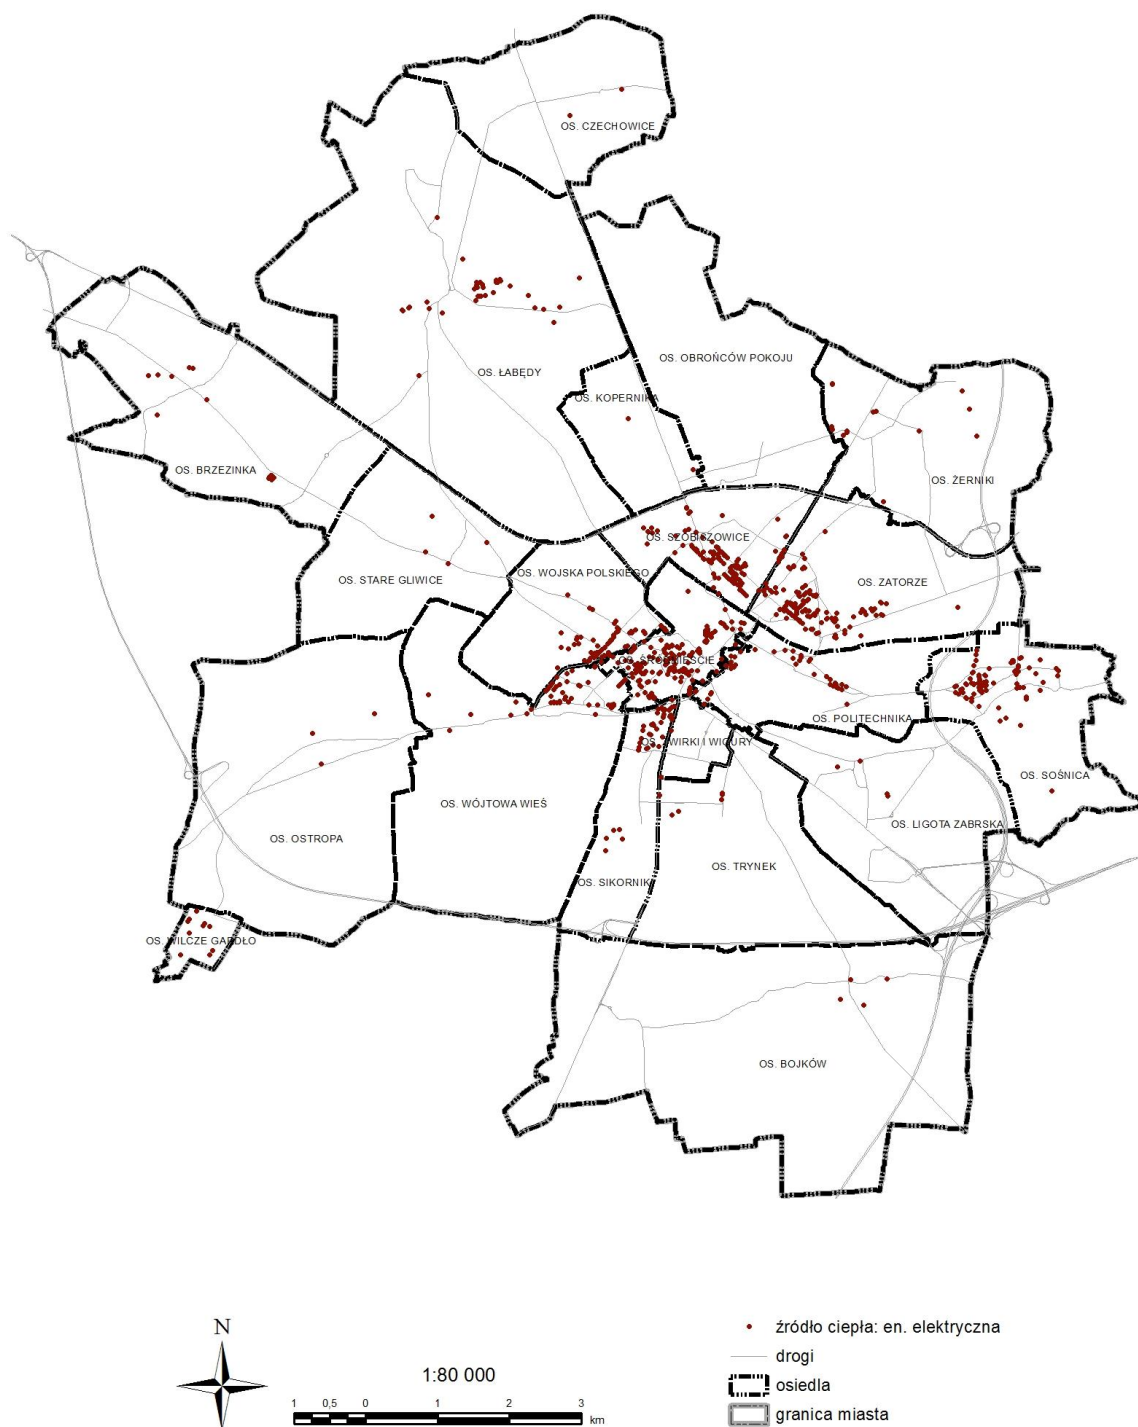 OS. CZECHOWICE
OS. OBROŃCÓW POKOJU
OS. ŁABĘDY
OS. KOPERNIKA
OS. BRZEZINKA
OS. ŻERNIKI
OS. SZOBISZOWICE
OS. WOJSKA POLSKIEGO
OS. STARE GLIWICE
OS. ZATORZE
OS. ŚRÓDMIEŚCIE
OS. POLITECHNIKA
OS. ŻWIRKI I WIGURY
OS. SOŚNICA
OS. WÓJTOWA WIEŚ
OS. LIGOTA ZABRSKA
OS. OSTROPA
OS. TRYNEK
OS. SIKORNIK
OS. WILCZE GARDŁO
OS. BOJKÓW
N
1:80 000
1 0,5 0 1 2 3
km
źródło ciepła: en. elektryczna
drogi
osiedla
granica miasta